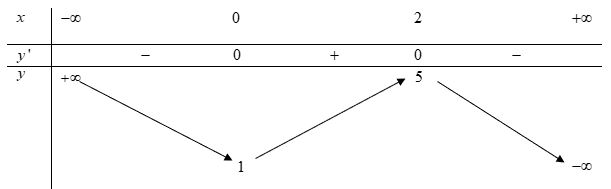 x −∞ 0 2 +∞
y' − 0 + 0 −
y +∞ 5
1 −∞